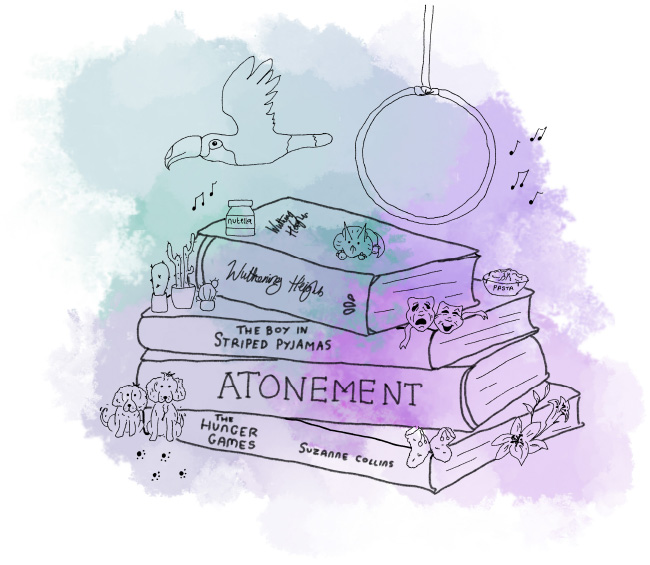 nutella
Wuthering
Heights
Wuthering Heights
PASTA
THE BOY IN
STRIPED PYJAMAS
ATONEMENT
THE
HUNGER
GAMES
SUZANNE COLLINS